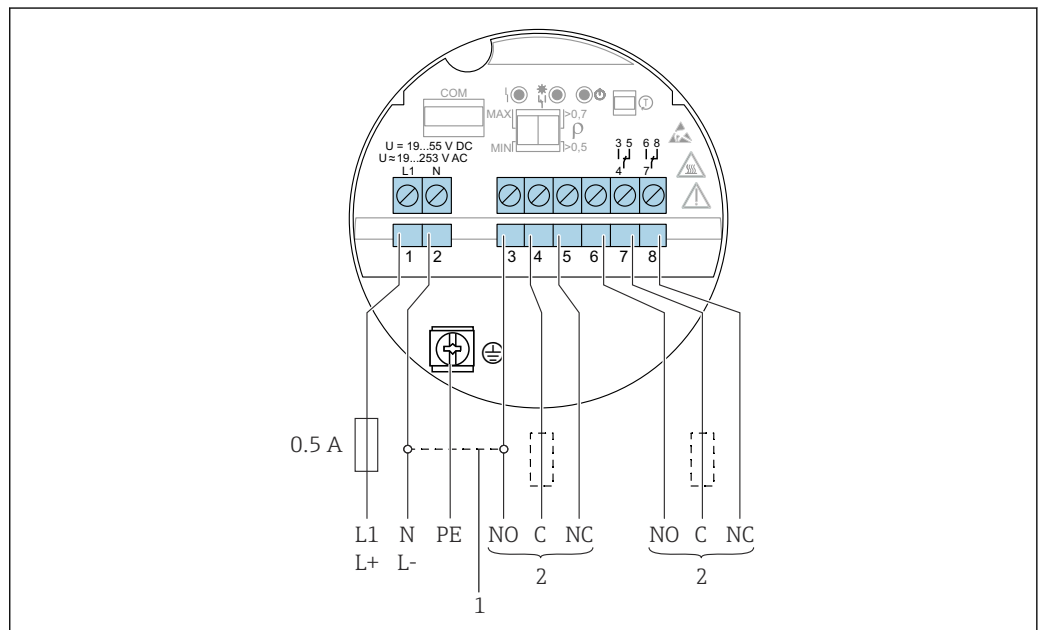 COM
MAX
MIN
>0,7
ρ
>0,5
T
U = 19...55 V DC
U ≈ 19...253 V AC
L1 N
3 5
4
6 8
7
1 2 3 4 5 6 7 8
0.5 A
L1 N PE NO C NC NO C NC
L+ L-
2 2
1